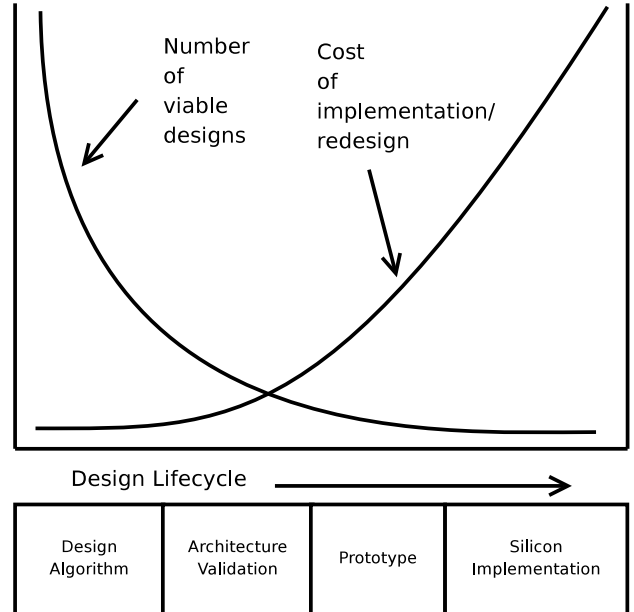 Number
of
viable
designs
Cost
of
implementation/
redesign
Design Lifecycle
Design
Algorithm
Architecture
Validation
Prototype
Silicon
Implementation